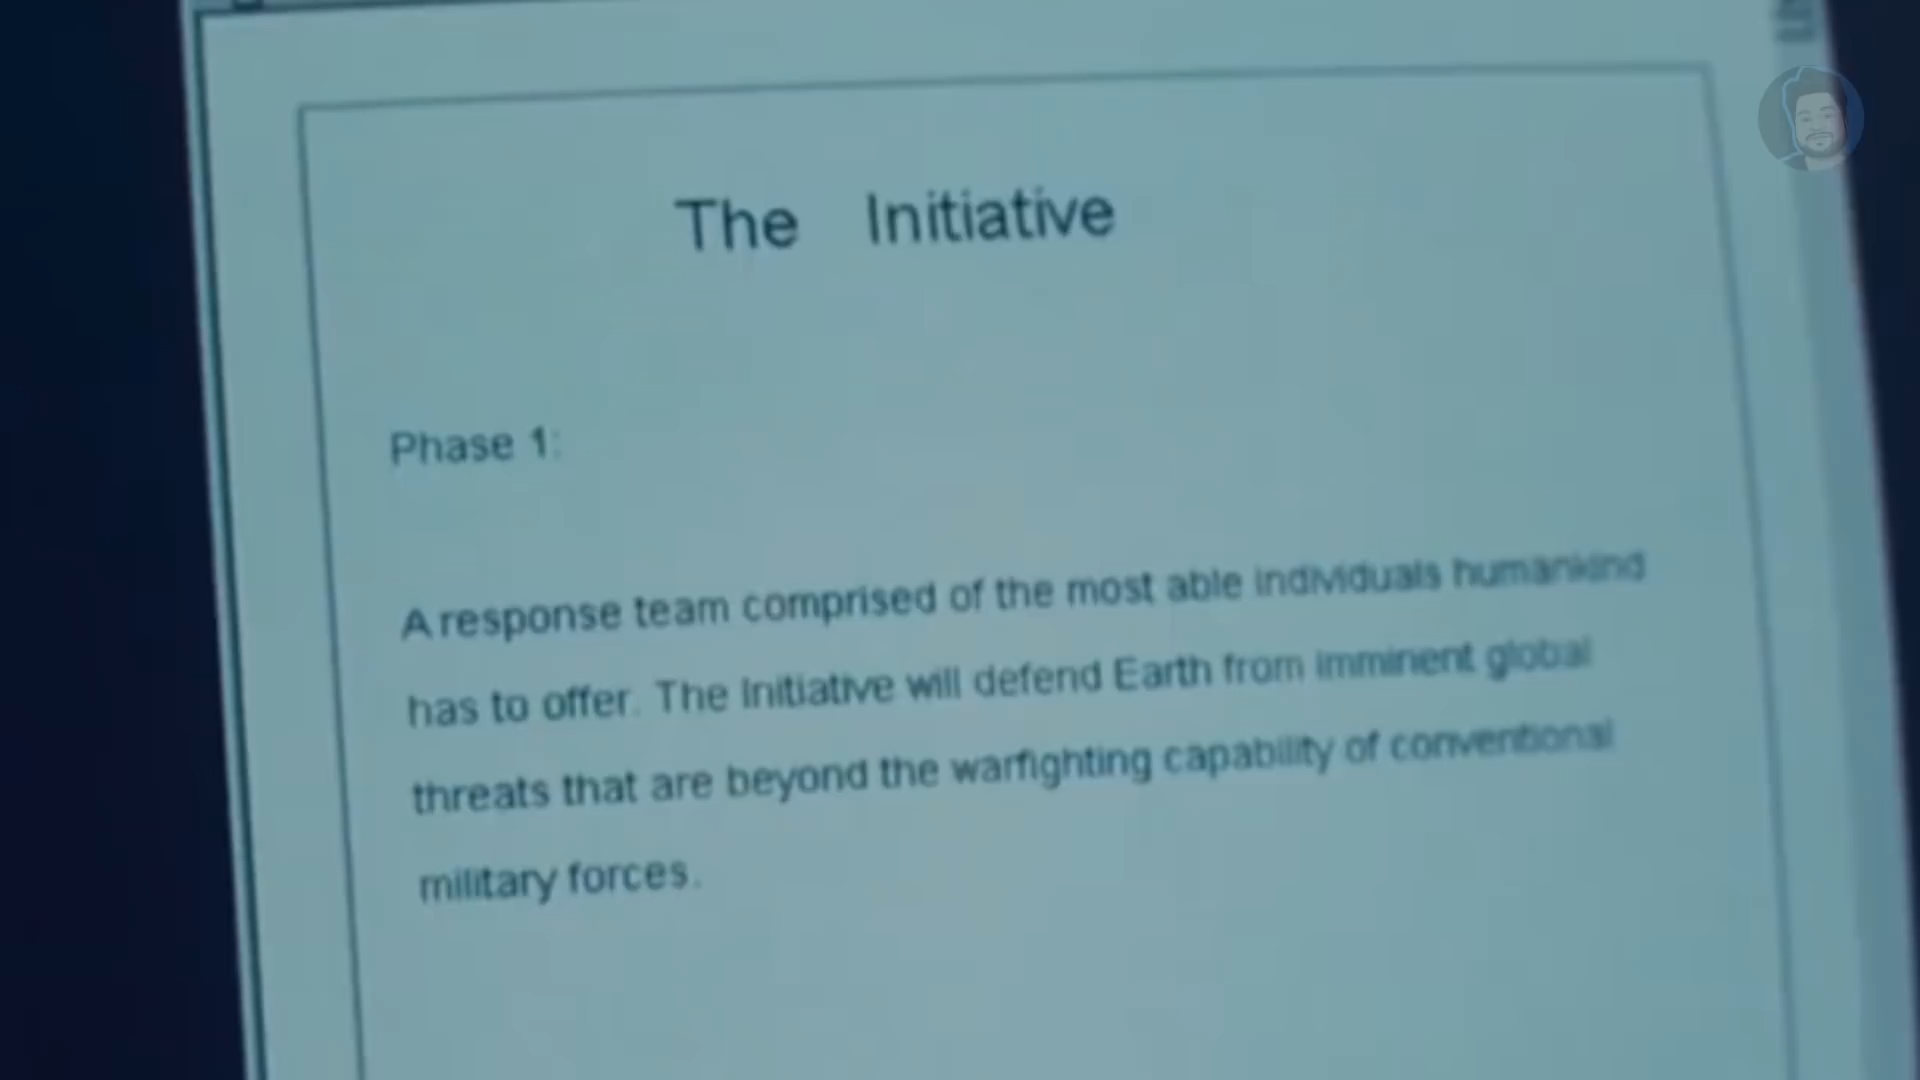 The Initiative
Phase 1:
A response team comprised of the most able individuals humankind
has to offer. The Initiative will defend Earth from imminent global
threats that are beyond the warfighting capability of conventional
military forces.